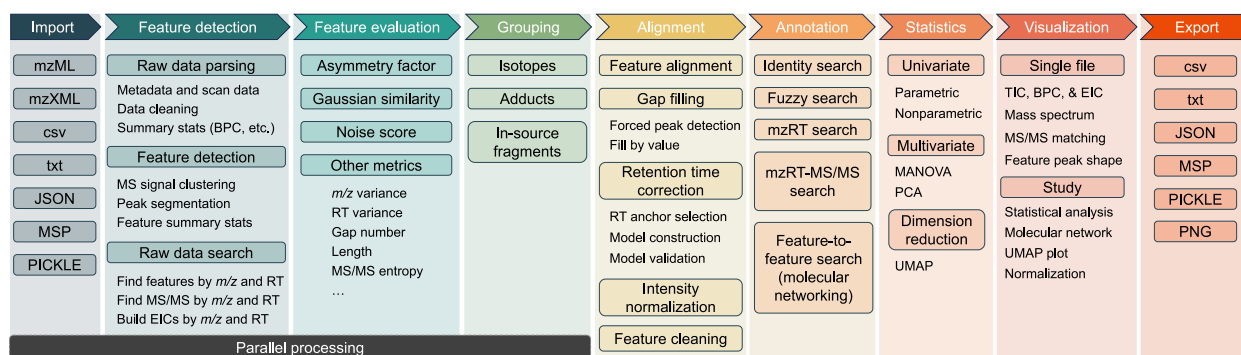 Import
mzML
mzXML
csv
txt
JSON
MSP
PICKLE
Feature detection
Raw data parsing
Metadata and scan data
Data cleaning
Summary stats (BPC, etc.)
Feature detection
MS signal clustering
Peak segmentation
Feature summary stats
Raw data search
Find features by m/z and RT
Find MS/MS by m/z and RT
Build EICs by m/z and RT
Feature evaluation
Asymmetry factor
Gaussian similarity
Noise score
Other metrics
m/z variance
RT variance
Gap number
Length
MS/MS entropy
...
Grouping
Isotopes
Adducts
In-source
fragments
Parallel processing
Alignment
Feature alignment
Gap filling
Forced peak detection
Fill by value
Retention time
correction
RT anchor selection
Model construction
Model validation
Intensity
normalization
Feature cleaning
Annotation
Identity search
Fuzzy search
mzRT search
mzRT-MS/MS
search
Feature-to-
feature search
(molecular
networking)
Statistics
Univariate
Parametric
Nonparametric
Multivariate
MANOVA
PCA
Dimension
reduction
UMAP
Visualization
Single file
TIC, BPC, & EIC
Mass spectrum
MS/MS matching
Feature peak shape
Study
Statistical analysis
Molecular network
UMAP plot
Normalization
Export
csv
txt
JSON
MSP
PICKLE
PNG